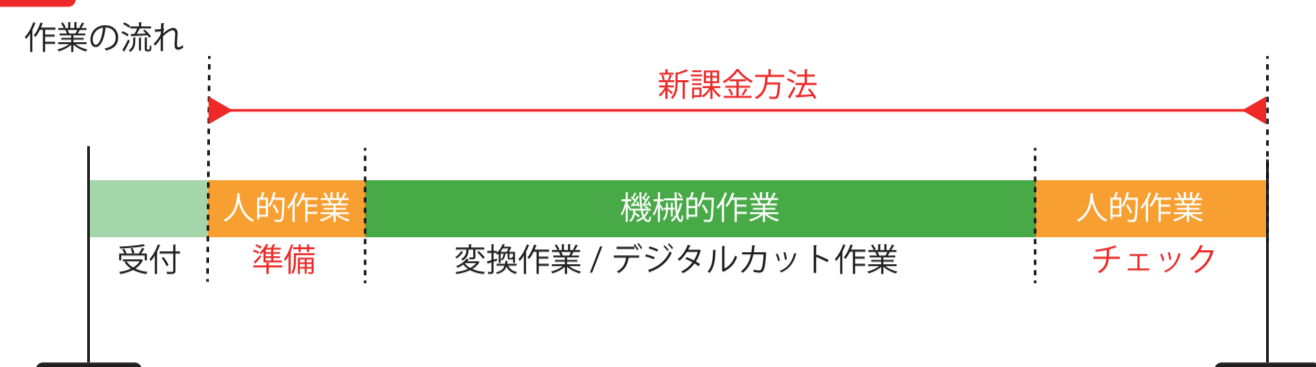 作業の流れ
新課金方法
人的作業 機械的作業 人的作業
受付 準備 変換作業 / デジタルカット作業 チェック